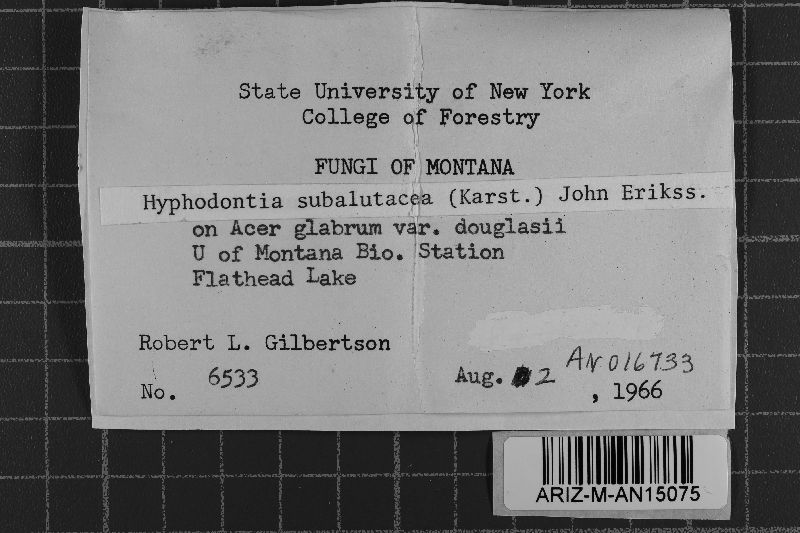 State University of New York
College of Forestry
FUNGI OF MONTANA
Hyphodontia subalutacea (Karst.) John Erikss.
on Acer glabrum var. douglasii
U of Montana Bio. Station
Flathead Lake
Robert L. Gilbertson
No. 6533
AN016733
Aug. 2, 1966
ARIZ-M-AN15075